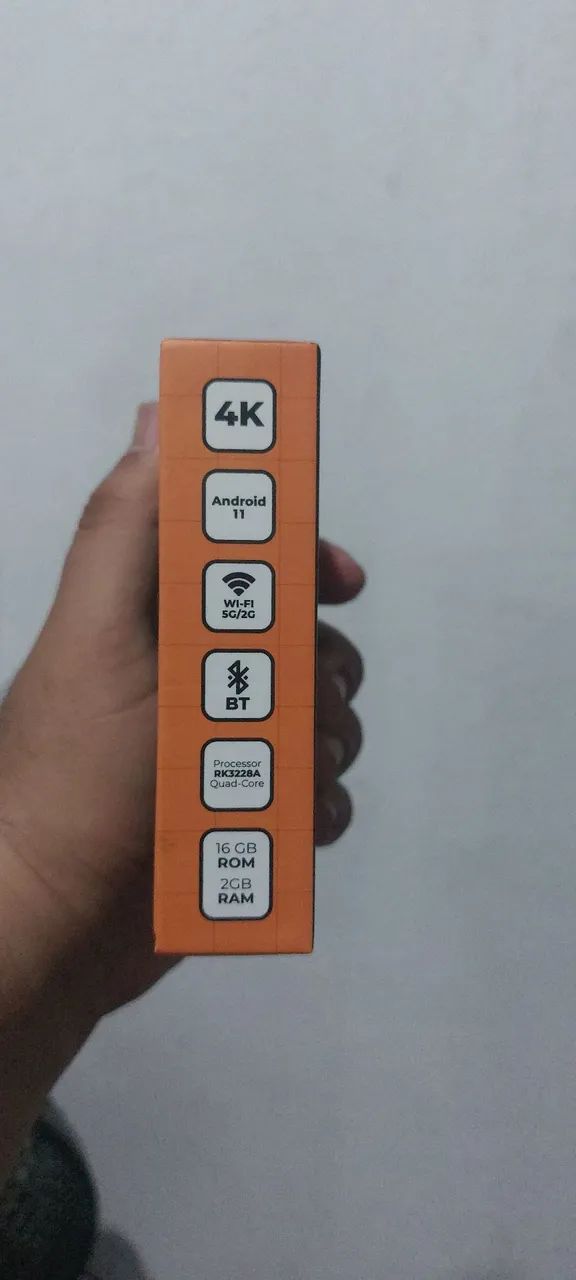 4K
Android
11
WI-FI
5G/2G
BT
Processor
RK3228A
Quad-Core
16 GB
ROM
2GB
RAM